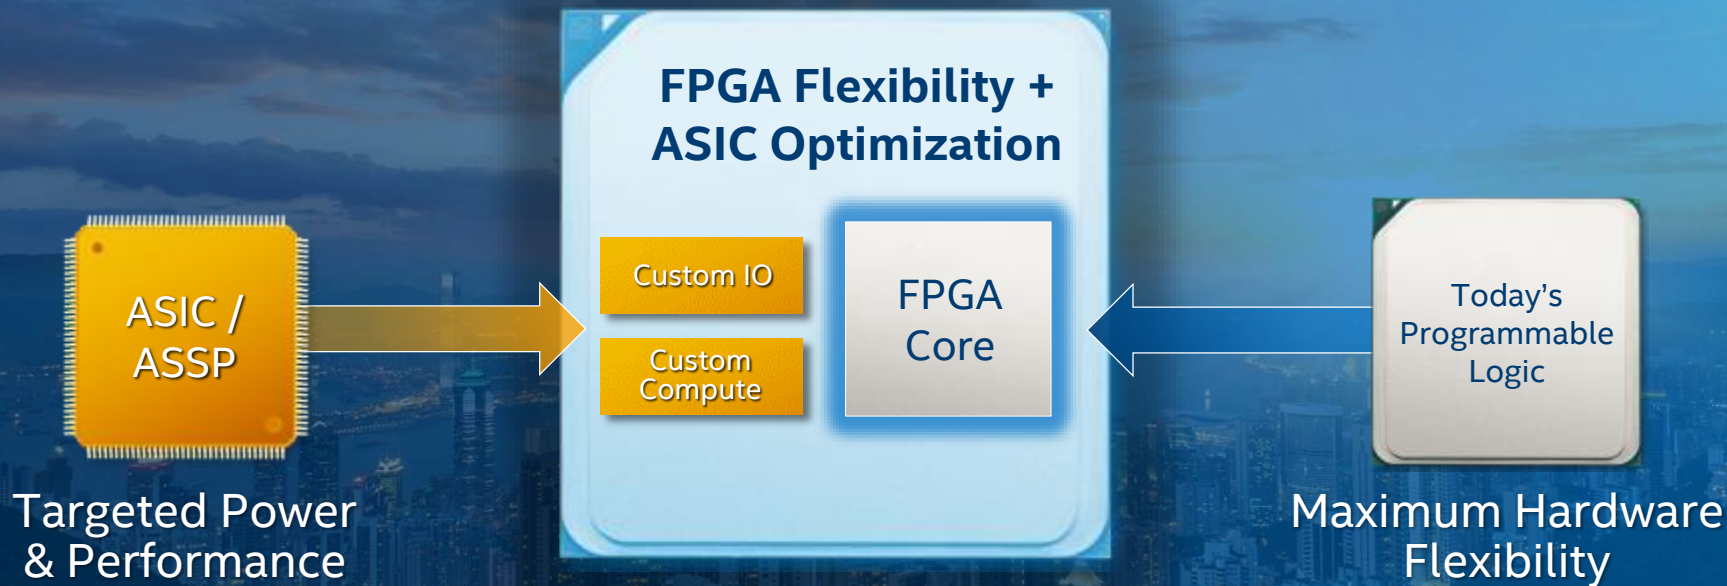 FPGA Flexibility +
ASIC Optimization
ASIC /
ASSP
Custom IO
Custom
Compute
FPGA
Core
Today’s
Programmable
Logic
Targeted Power
& Performance
Maximum Hardware
Flexibility